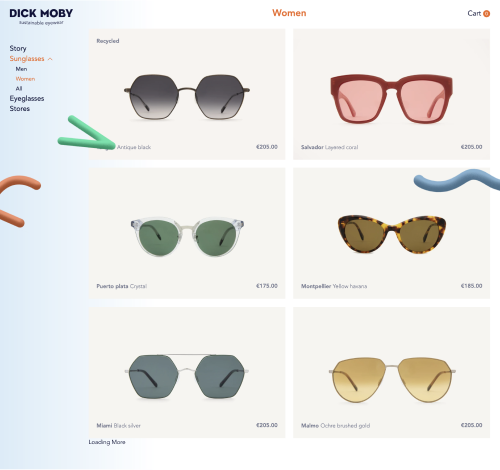 DICK MOBY
sustainable eyewear
Women
Cart 0
Story
Sunglasses
Men
Women
All
Eyeglasses
Stores
Recycled
Antique black €205.00
Salvador Layered coral €205.00
Puerto plata Crystal €175.00
Montpellier Yellow havana €185.00
Miami Black silver €205.00
Malmo Ochre brushed gold €205.00
Loading More